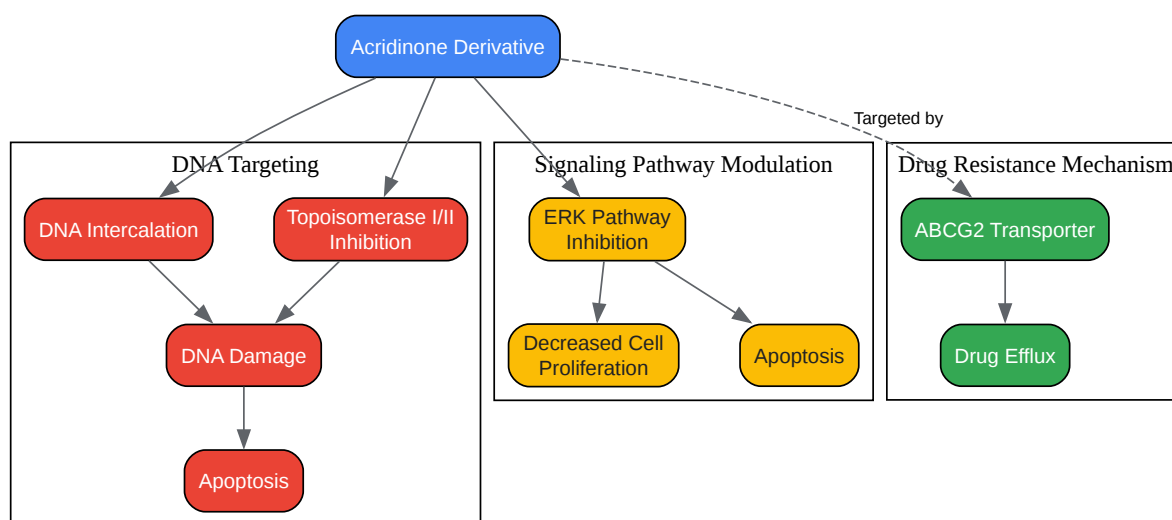 Acridinone Derivative
Targeted by
DNA Targeting
Signaling Pathway Modulation
Drug Resistance Mechanism
DNA Intercalation
Topoisomerase I/II
Inhibition
ERK Pathway
Inhibition
ABCG2 Transporter
DNA Damage
Decreased Cell
Proliferation
Apoptosis
Drug Efflux
Apoptosis